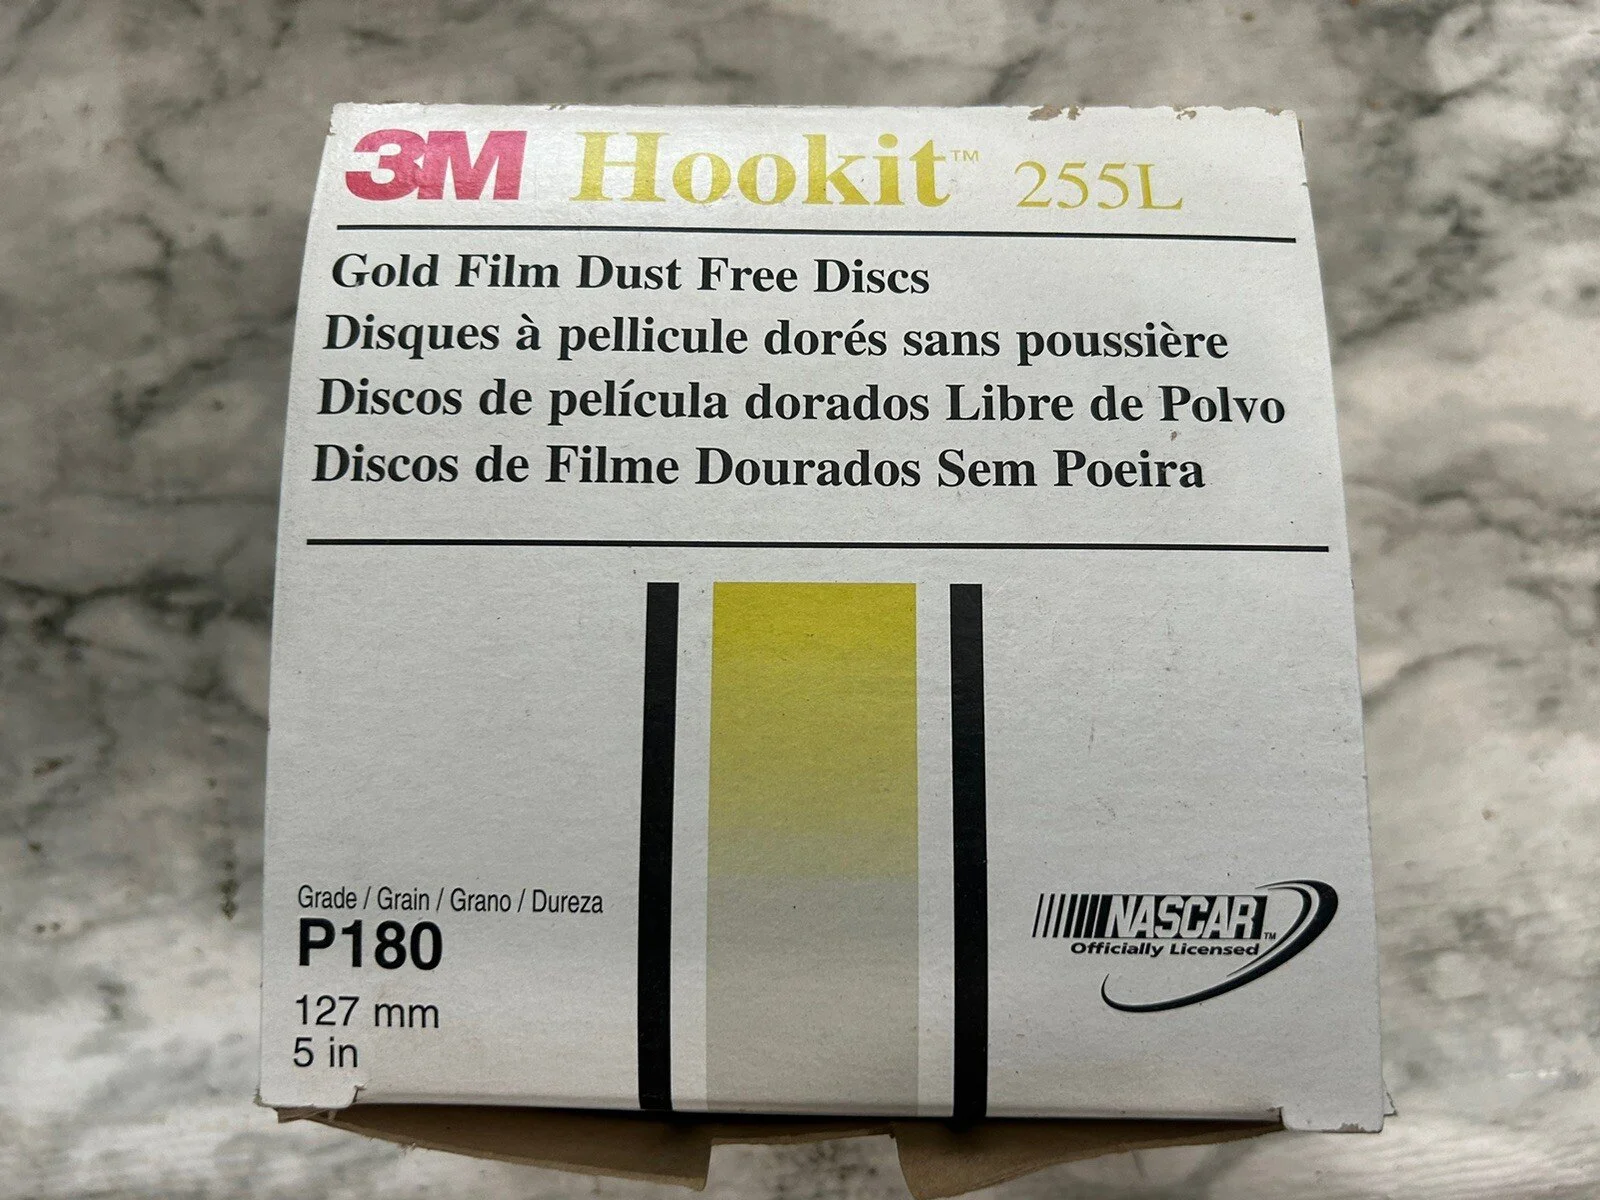 3M Hookit™ 255L
Gold Film Dust Free Discs
Disques à pellicule dorés sans poussière
Discos de película dorados Libre de Polvo
Discos de Filme Dourados Sem Poeira
Grade / Grain / Grano / Dureza
P180
127 mm
5 in
NASCAR™
Officially Licensed